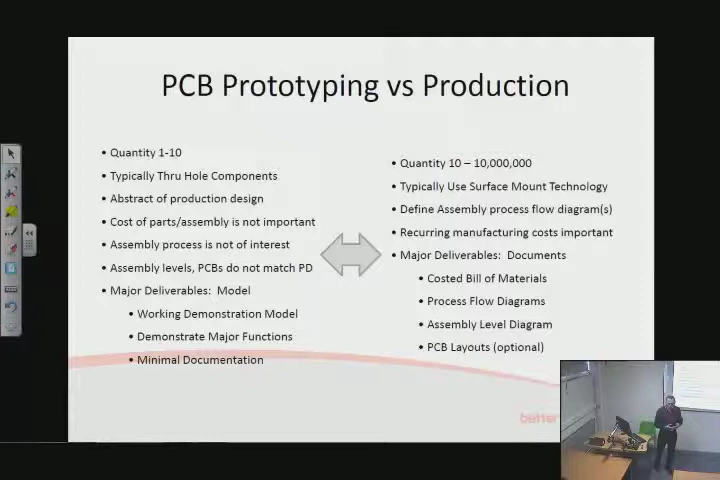 PCB Prototyping vs Production
• Quantity 1-10
• Typically Thru Hole Components
• Abstract of production design
• Cost of parts/assembly is not important
• Assembly process is not of interest
• Assembly levels, PCBs do not match PD
• Major Deliverables: Model
• Working Demonstration Model
• Demonstrate Major Functions
• Minimal Documentation
• Quantity 10 – 10,000,000
• Typically Use Surface Mount Technology
• Define Assembly process flow diagram(s)
• Recurring manufacturing costs important
• Major Deliverables: Documents
• Costed Bill of Materials
• Process Flow Diagrams
• Assembly Level Diagram
• PCB Layouts (optional)
better